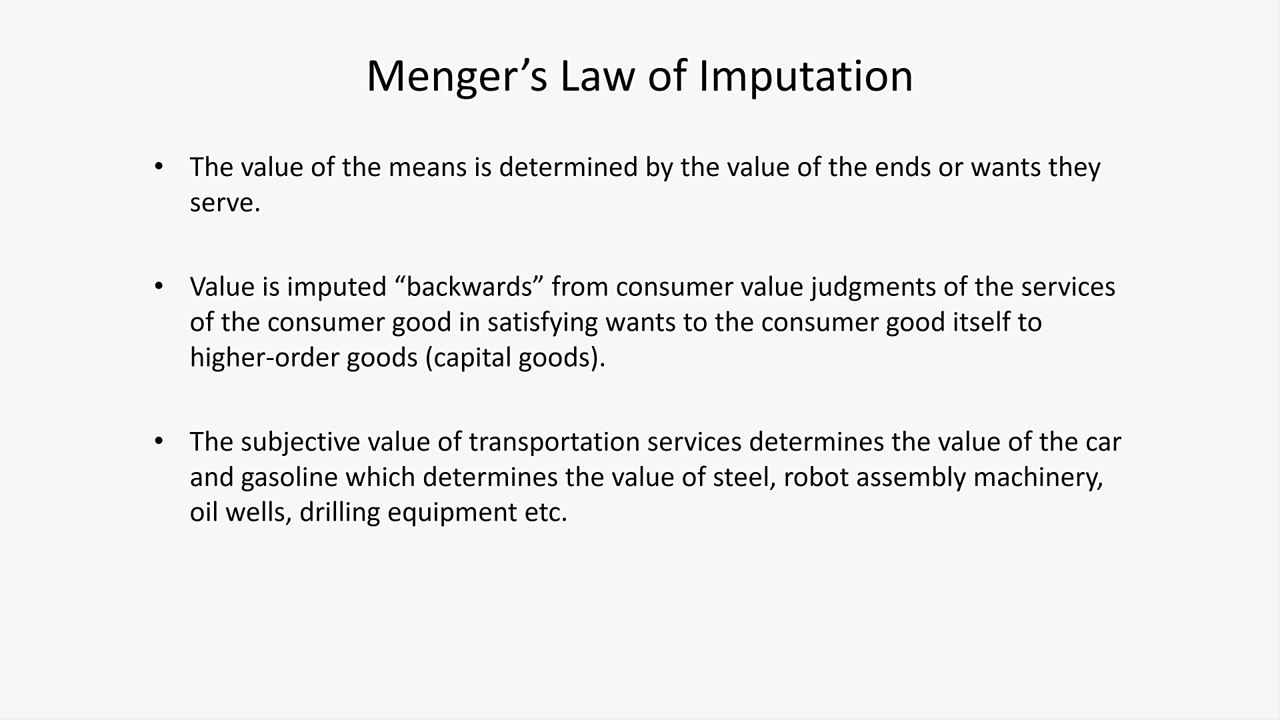 Menger’s Law of Imputation
• The value of the means is determined by the value of the ends or wants they
serve.
• Value is imputed “backwards” from consumer value judgments of the services
of the consumer good in satisfying wants to the consumer good itself to
higher-order goods (capital goods).
• The subjective value of transportation services determines the value of the car
and gasoline which determines the value of steel, robot assembly machinery,
oil wells, drilling equipment etc.